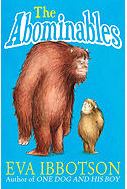 The
Abominables
EVA IBBOTSON
Author of ONE DOG AND HIS BOY